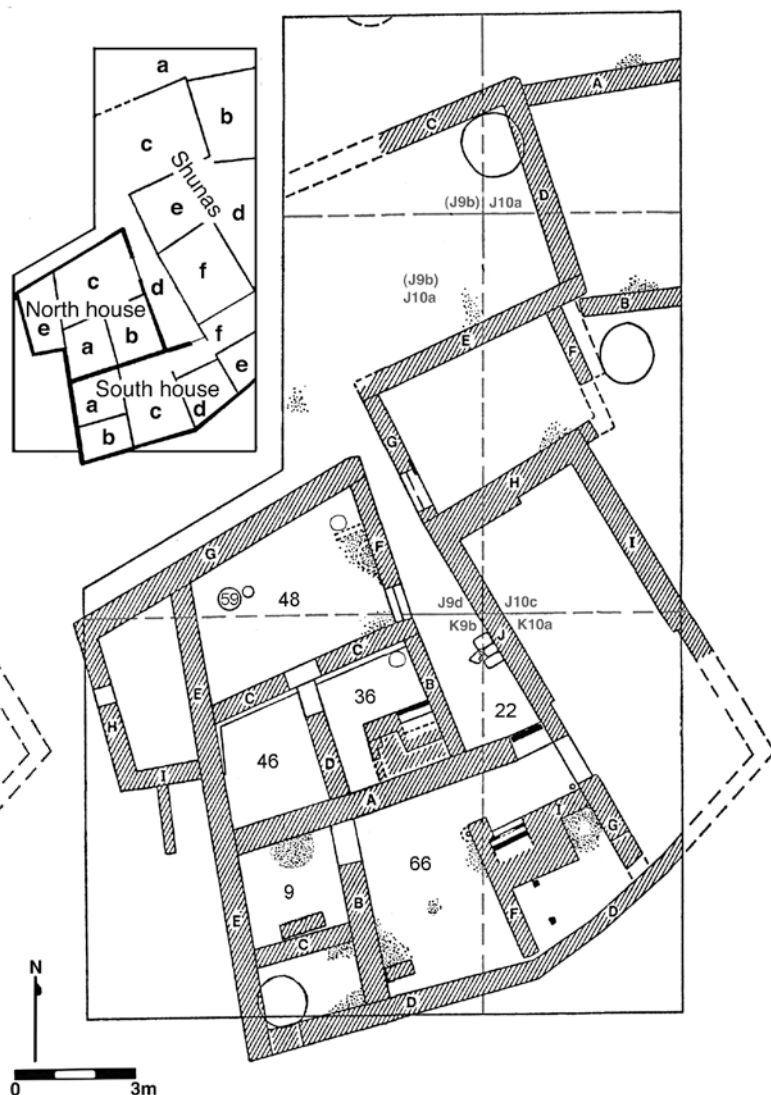 a
b
c
Shunas
e
d
f
c
d
f
North house
e
a
b
e
South house
a
c
d
b
A
C
D
(J9b) J10a
(J9b)
J10a
B
E
F
G
H
I
G
F
59
48
J9d J10c
K9b K10a
J
C
E
C
B
36
22
H
46
D
I
A
I
G
66
9
B
E
F
D
C
D
N
0 3m